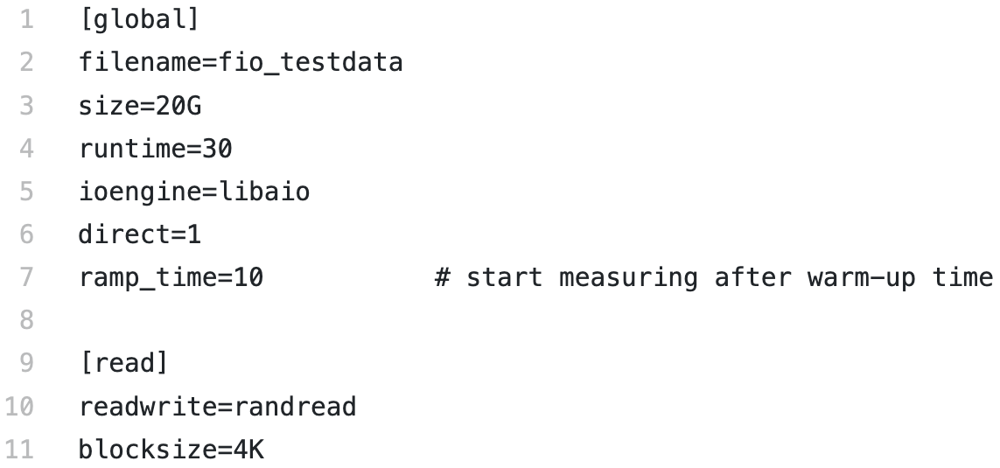 1 [global]
2 filename=fio_testdata
3 size=20G
4 runtime=30
5 ioengine=libaio
6 direct=1
7 ramp_time=10           # start measuring after warm-up time
8
9 [read]
10 readwrite=randread
11 blocksize=4K